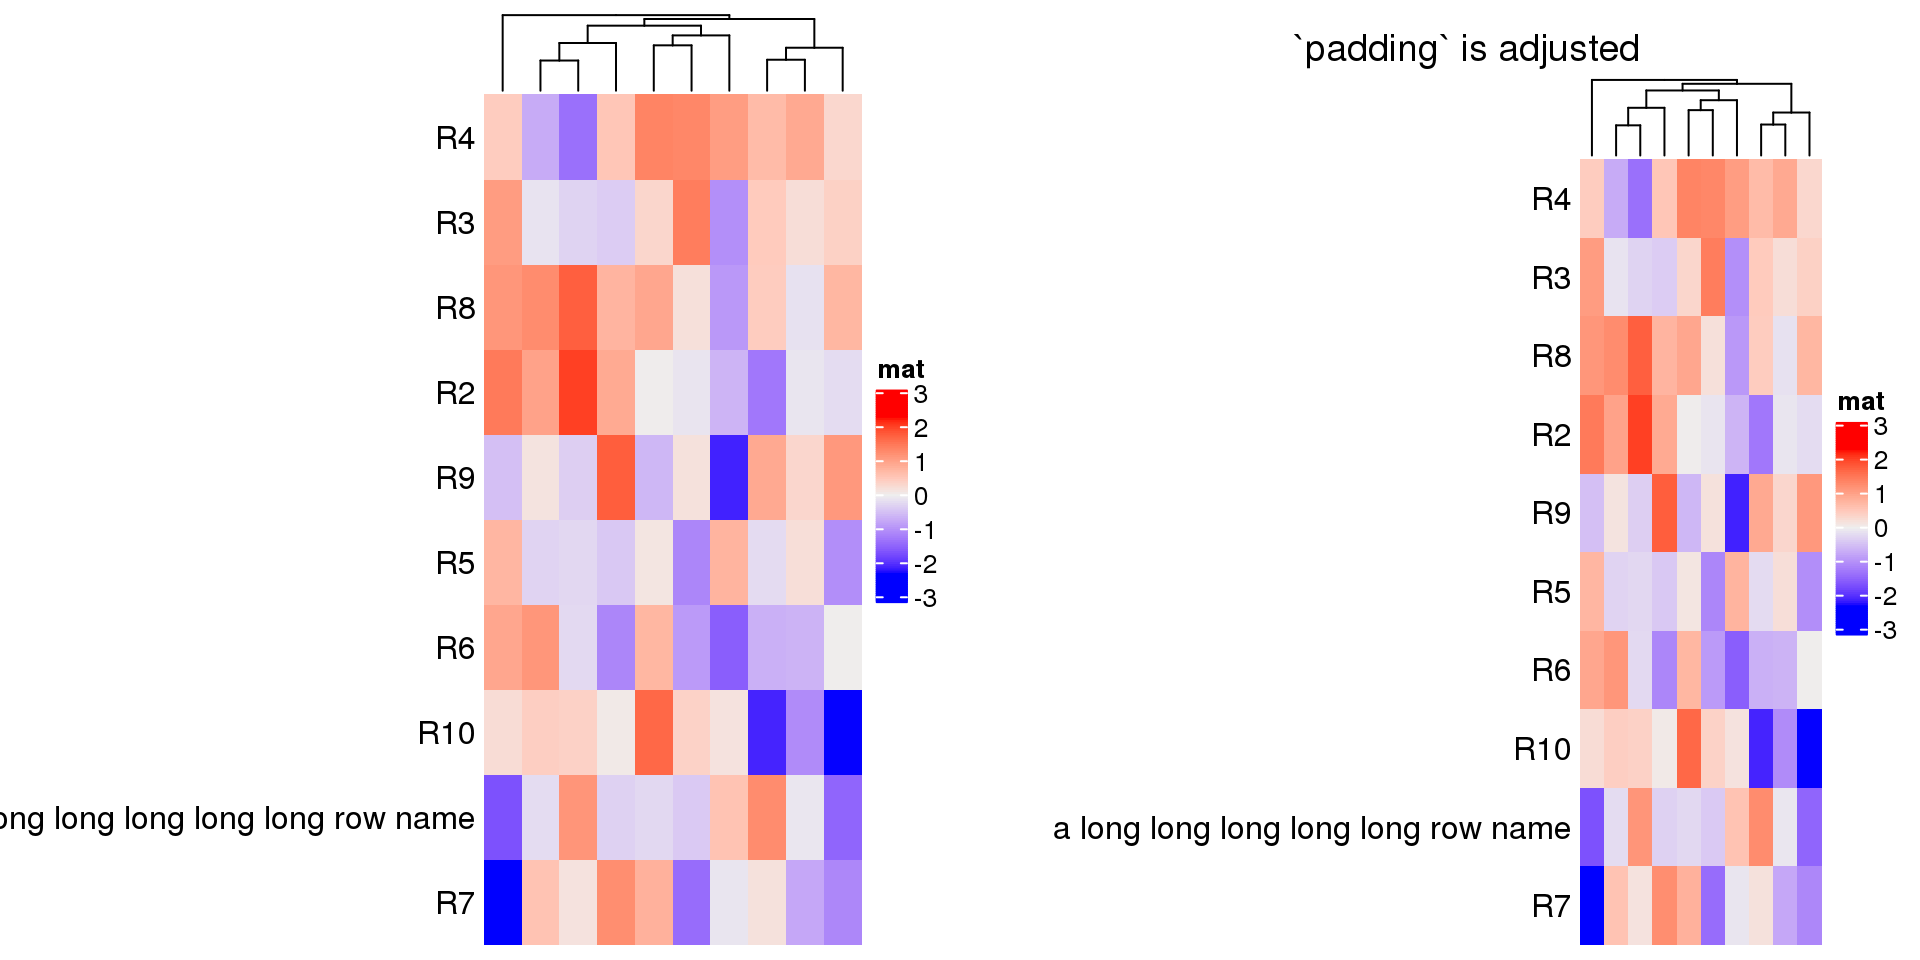 R4
R3
R8
R2
R9
R5
R6
R10
long long long long row name
R7
mat
3
2
1
0
-1
-2
-3
`padding` is adjusted
R4
R3
R8
R2
R9
R5
R6
R10
a long long long long long row name
R7
mat
3
2
1
0
-1
-2
-3